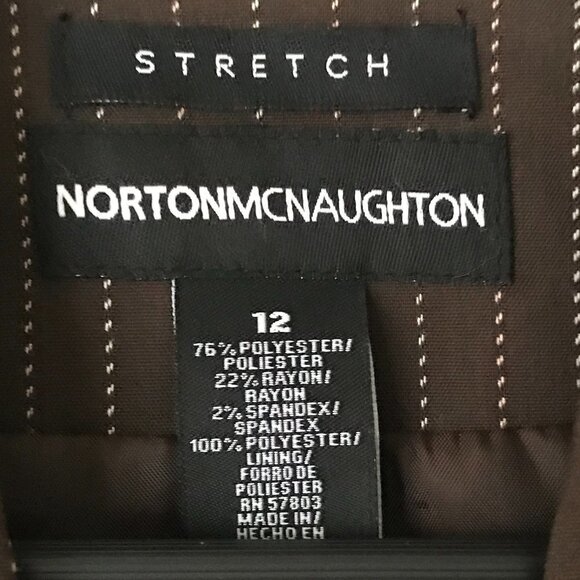 STRETCH
NORTONMCNAUGHTON
12
76% POLYESTER/
POLIESTER
22% RAYON/
RAYON
2% SPANDEX/
SPANDEX
100% POLYESTER/
LINING/
FORRO DE
POLIESTER
RN 57803
MADE IN/
HECHO EN